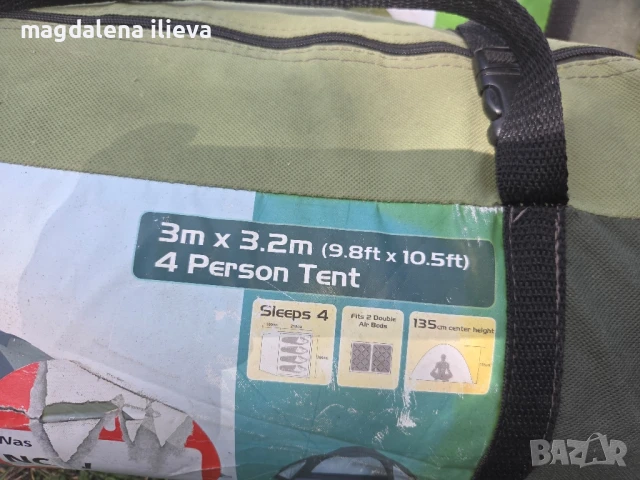 magdalena ilieva
3m x 3.2m (9.8ft x 10.5ft)
4 Person Tent
Sleeps 4
Fits 2 Double
Air Beds
135cm center height
Was
BAZAR